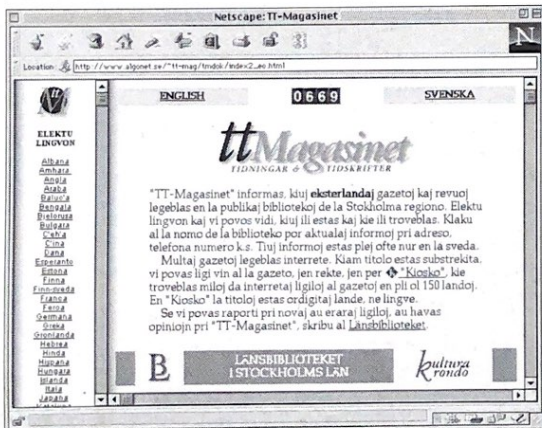 Netscape: TT-Magasinet
N
Location: http://www.algonet.se/~tt-mag/tmdok/index2_eo.html
tt
ELEKTU
LINGVON
Albana
Amhara
Angla
Araba
Baluĉa
Bengala
Bjelorusa
Bulgara
C'eh'a
C'ina
Dana
Esperanto
Estona
Finna
Finn-sveda
Franca
Feroa
Germana
Greka
Gronlanda
Hebrea
Hinda
Hispana
Hungara
Islanda
Itala
Japana
ENGLISH 0669 SVENSKA
ttMagasinet
TIDNINGAR & TIDSKRIFTER
"TT-Magasinet" informas, kiuj eksterlandaj gazetoj kaj revuoj
legeblas en la publikaj bibliotekoj de la Stokholma regiono. Elektu
lingvon kaj vi povos vidi, kiuj ili estas kaj kie ili troveblas. Klaku
al la nomo de la biblioteko por aktualaj informoj pri adreso,
telefona numero k.s. Tiuj informoj estas plej ofte nur en la sveda.
Multaj gazetoj legeblas interrete. Kiam titolo estas substrekita,
vi povas ligi vin al la gazeto, jen rekte, jen per "Kiosko", kie
troveblas miloj da interretaj ligiloj al gazetoj en pli ol 150 landoj.
En "Kiosko" la titoloj estas ordigitaj lande, ne lingve.
Se vi povas raporti pri novaj au eraraj ligiloj, au havas
opiniojn pri "TT-Magasinet", skribu al Länsbiblioteket.
B LÄNSBIBLIOTEKET
I STOCKHOLMS LÄN
kultura
rondo